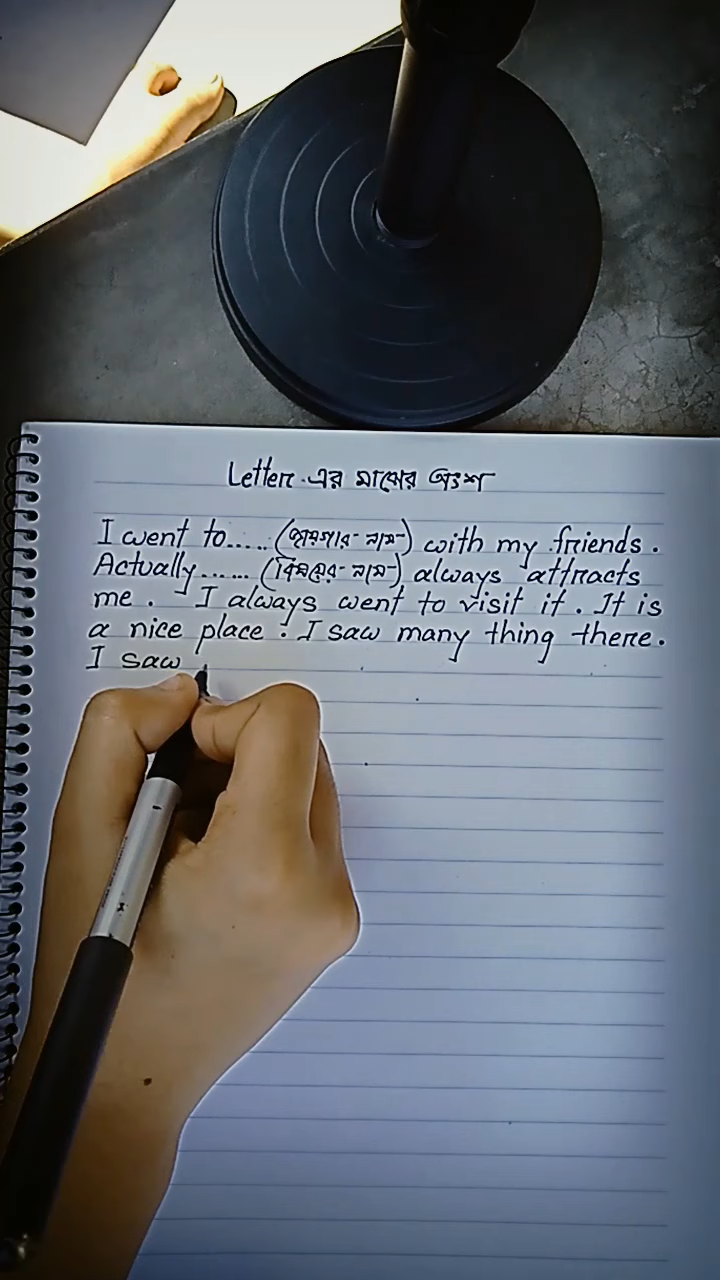 Letter এর মাঝের অংশ
I went to..... (জায়গার নাম) with my friends.
Actually...... (বিষয়ের নাম) always attracts
me. I always went to visit it. It is
a nice place. I saw many thing there.
I saw